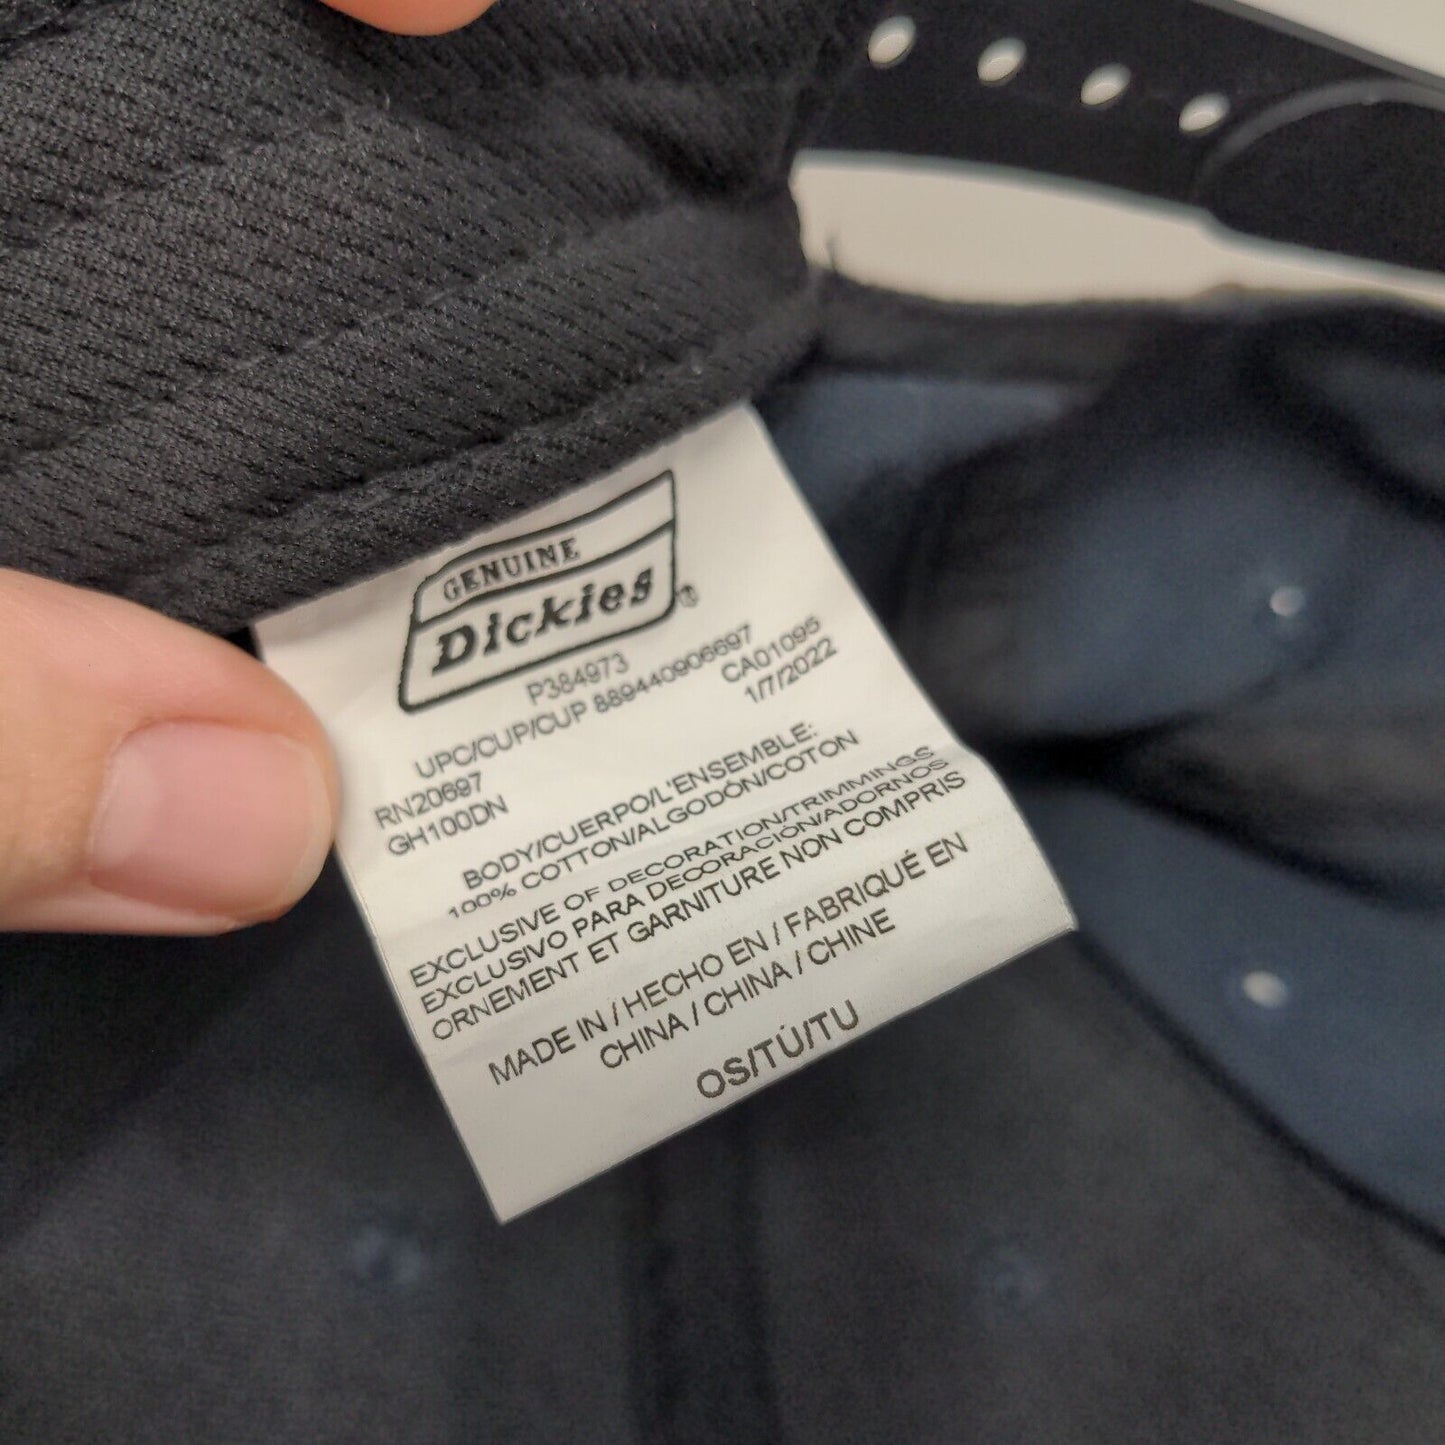 GENUINE
Dickies®
P384973
UPC/CUP/CUP 889440906697
RN20697 CA01095
GH100DN 1/7/2022
BODY/CUERPO/L'ENSEMBLE:
100% COTTON/ALGODÓN/COTON
EXCLUSIVE OF DECORATION/TRIMMINGS
EXCLUSIVO PARA DECORACIÓN/ADORNOS
ORNEMENT ET GARNITURE NON COMPRIS
MADE IN / HECHO EN / FABRIQUÉ EN
CHINA / CHINA / CHINE
OS/TÚ/TU